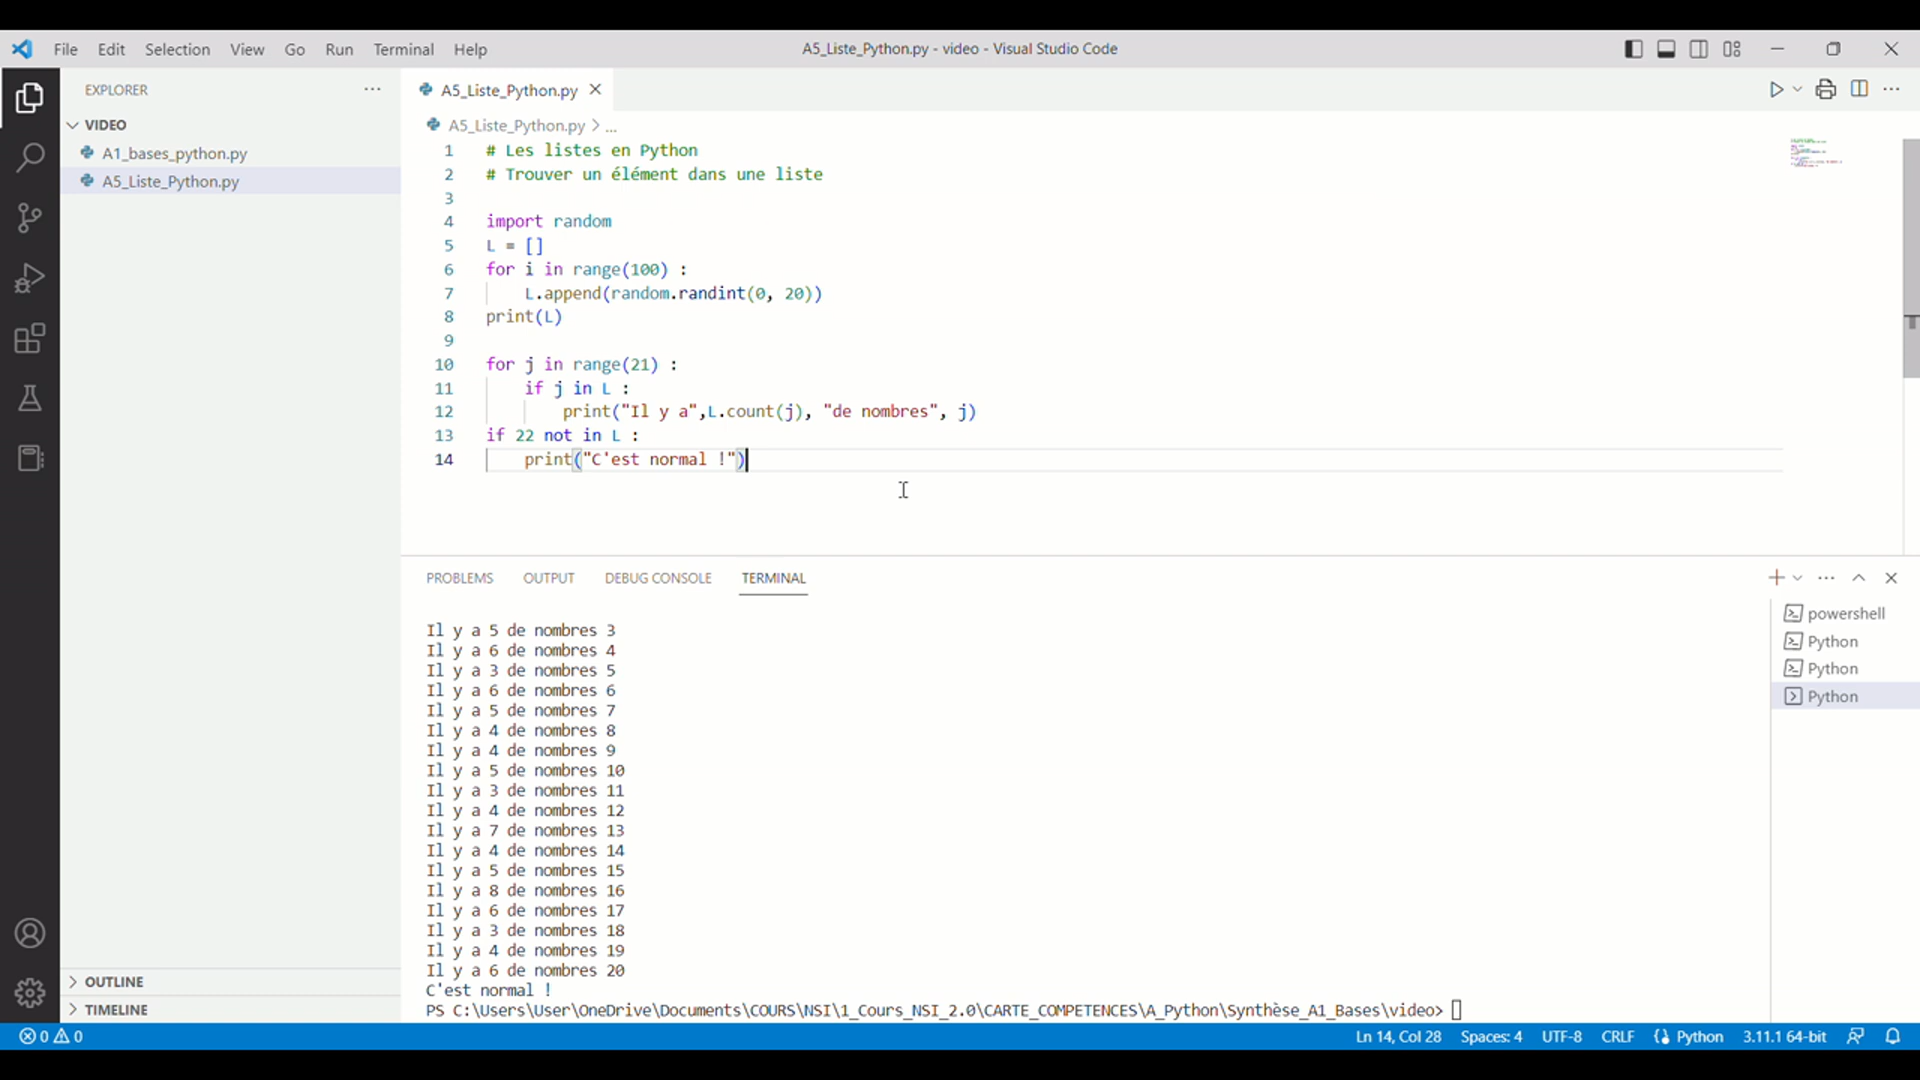 File Edit Selection View Go Run Terminal Help
A5_Liste_Python.py - video - Visual Studio Code
EXPLORER
VIDEO
A1_bases_python.py
A5_Liste_Python.py
OUTLINE
TIMELINE
A5_Liste_Python.py
A5_Liste_Python.py > ...
1 # Les listes en Python
2 # Trouver un élément dans une liste
3
4 import random
5 L = []
6 for i in range(100) :
7     L.append(random.randint(0, 20))
8 print(L)
9
10 for j in range(21) :
11     if j in L :
12         print("Il y a",L.count(j), "de nombres", j)
13 if 22 not in L :
14     print("C'est normal !")
PROBLEMS OUTPUT DEBUG CONSOLE TERMINAL
Il y a 5 de nombres 3
Il y a 6 de nombres 4
Il y a 3 de nombres 5
Il y a 6 de nombres 6
Il y a 5 de nombres 7
Il y a 4 de nombres 8
Il y a 4 de nombres 9
Il y a 5 de nombres 10
Il y a 3 de nombres 11
Il y a 4 de nombres 12
Il y a 7 de nombres 13
Il y a 4 de nombres 14
Il y a 5 de nombres 15
Il y a 8 de nombres 16
Il y a 6 de nombres 17
Il y a 3 de nombres 18
Il y a 4 de nombres 19
Il y a 6 de nombres 20
C'est normal !
PS C:\Users\User\OneDrive\Documents\COURS\NSI\1_Cours_NSI_2.0\CARTE_COMPETENCES\A_Python\Synthèse_A1_Bases\video>
powershell
Python
Python
Python
0 0
Ln 14, Col 28 Spaces: 4 UTF-8 CRLF Python 3.11.1 64-bit